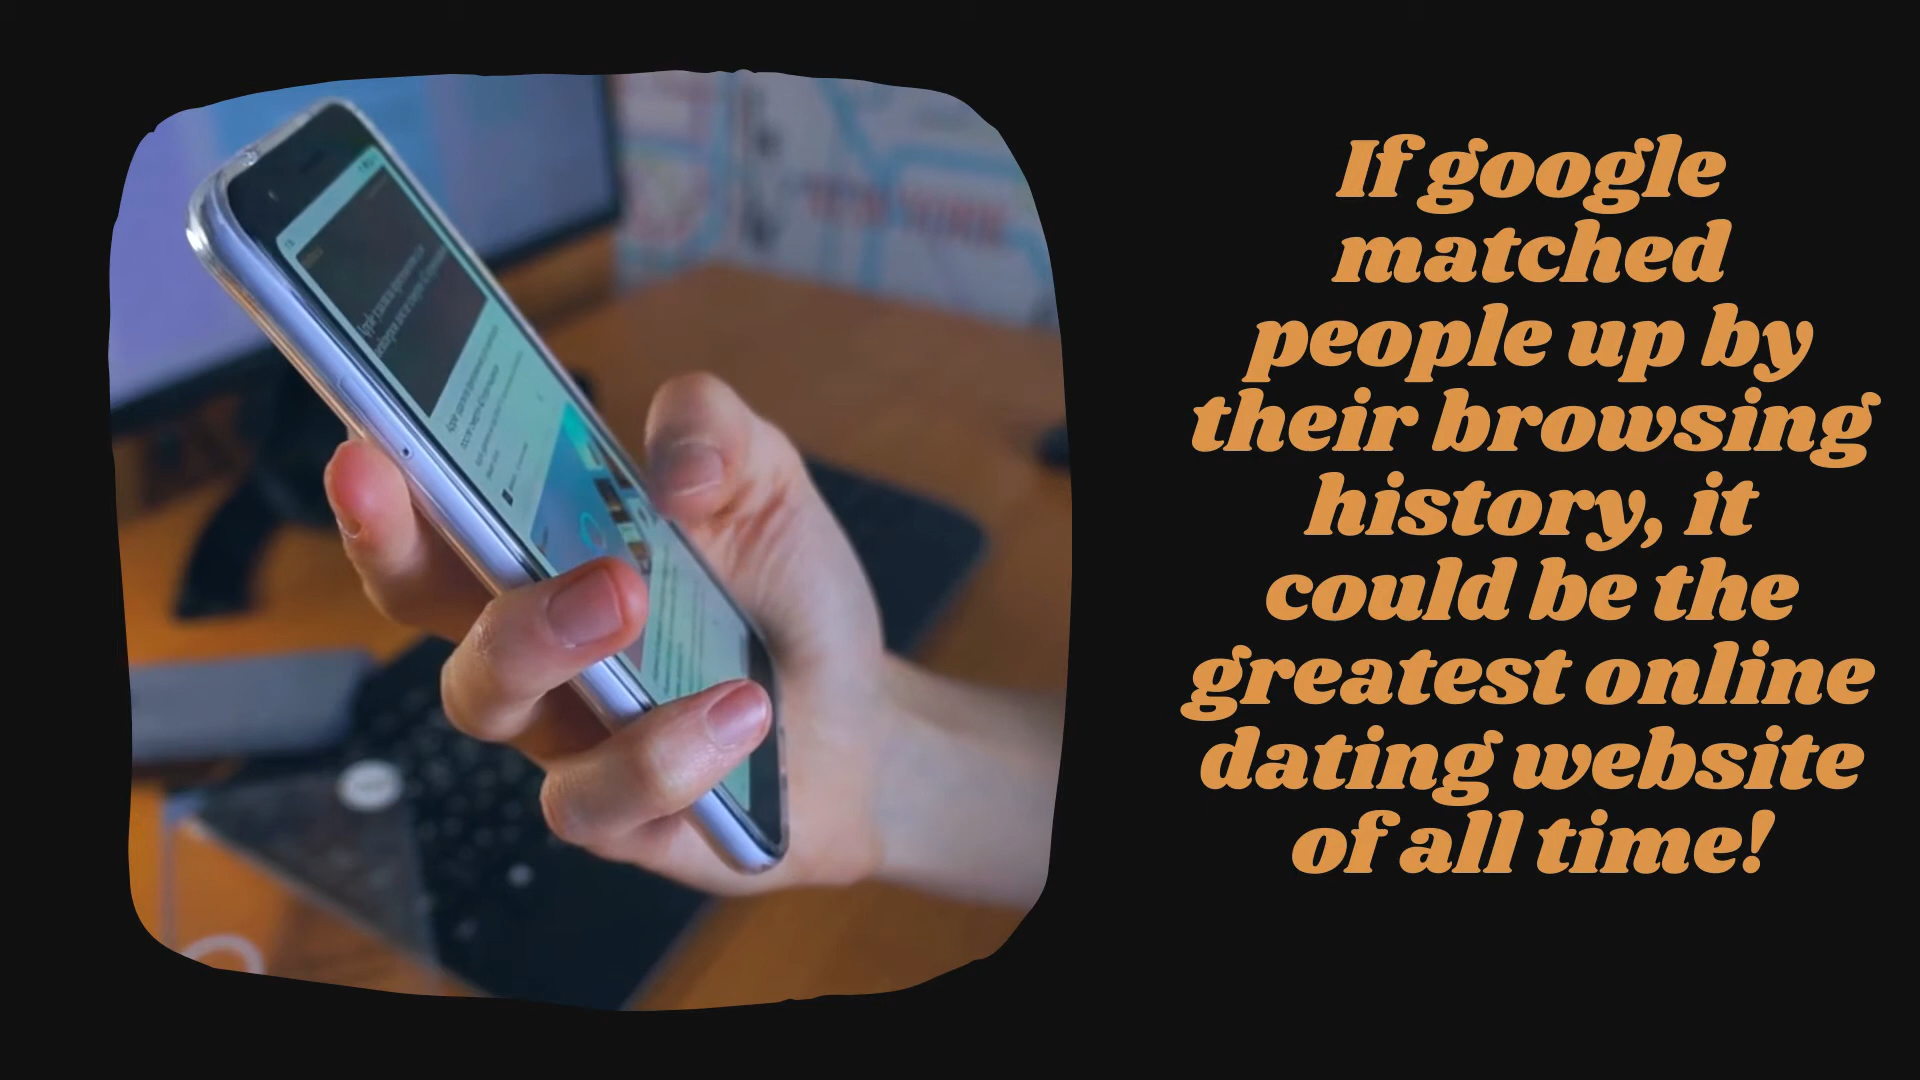 If google
matched
people up by
their browsing
history, it
could be the
greatest online
dating website
of all time!